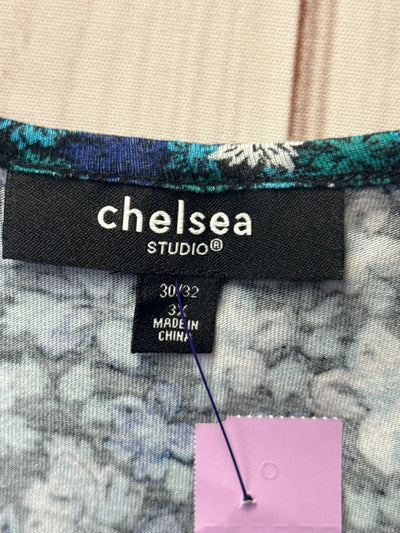 chelsea
STUDIO®
30/32
3X
MADE IN
CHINA